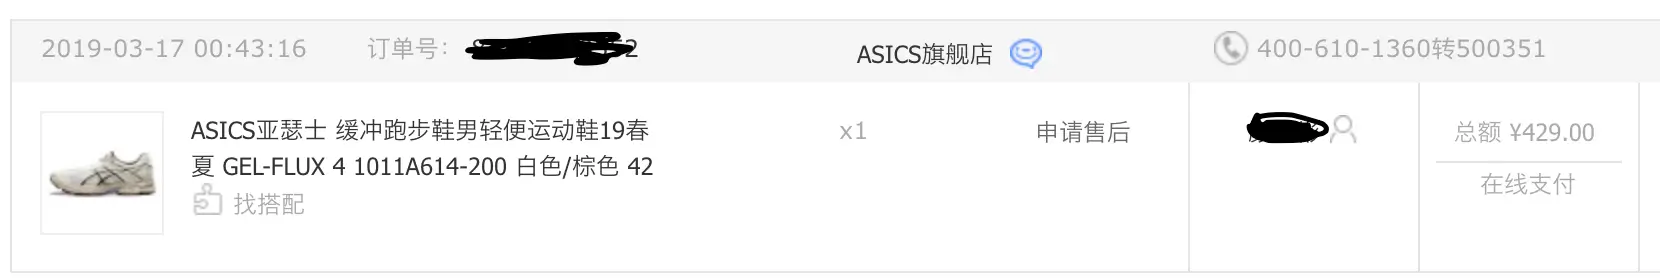 2019-03-17 00:43:16 订单号: ASICS旗舰店 400-610-1360转500351
ASICS亚瑟士 缓冲跑步鞋男轻便运动鞋19春 x1 申请售后 总额 ¥429.00
夏 GEL-FLUX 4 1011A614-200 白色/棕色 42
在线支付
找搭配